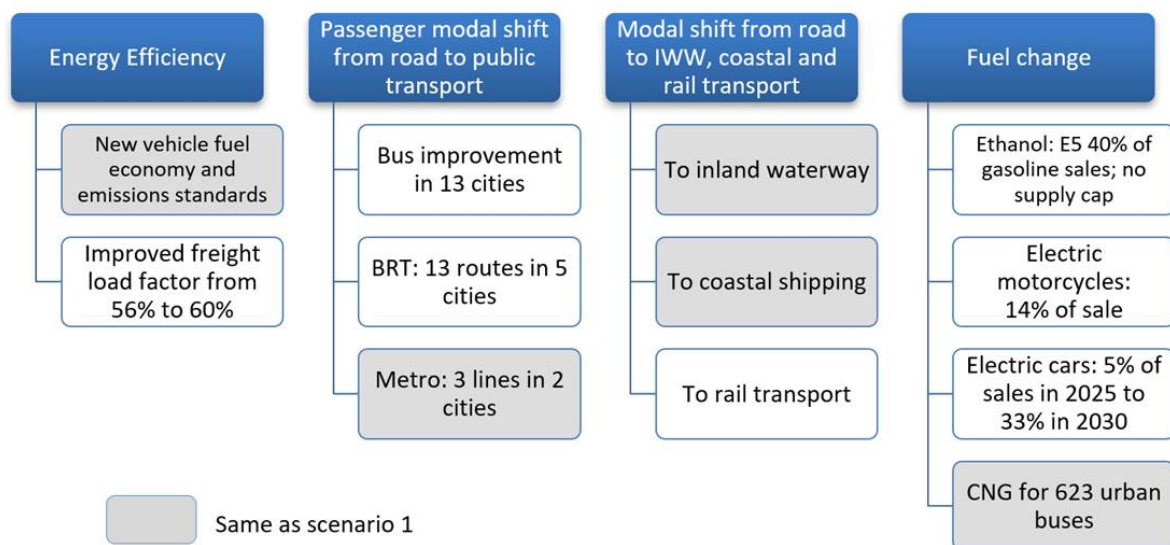 Energy Efficiency
New vehicle fuel
economy and
emissions standards
Improved freight
load factor from
56% to 60%
Passenger modal shift
from road to public
transport
Bus improvement
in 13 cities
BRT: 13 routes in 5
cities
Metro: 3 lines in 2
cities
Modal shift from road
to IWW, coastal and
rail transport
To inland waterway
To coastal shipping
To rail transport
Fuel change
Ethanol: E5 40% of
gasoline sales; no
supply cap
Electric
motorcycles:
14% of sale
Electric cars: 5% of
sales in 2025 to
33% in 2030
CNG for 623 urban
buses
Same as scenario 1